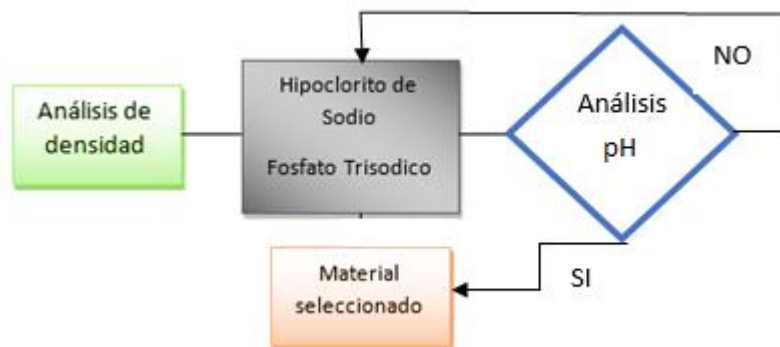 Análisis de
densidad
Hipoclorito de
Sodio
Fosfato Trisodico
Análisis
pH
NO
SI
Material
seleccionado